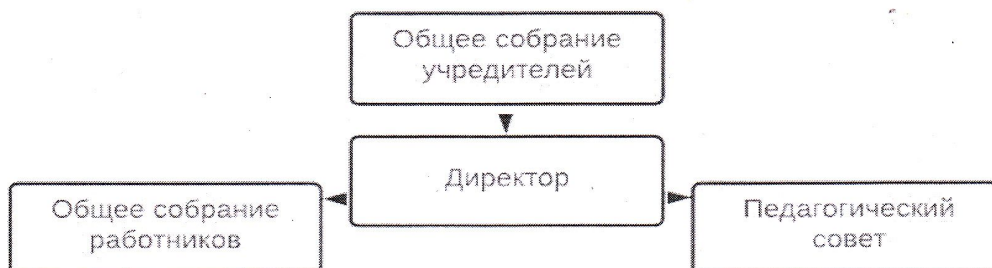 Общее собрание
учредителей
Директор
Общее собрание
работников
Педагогический
совет